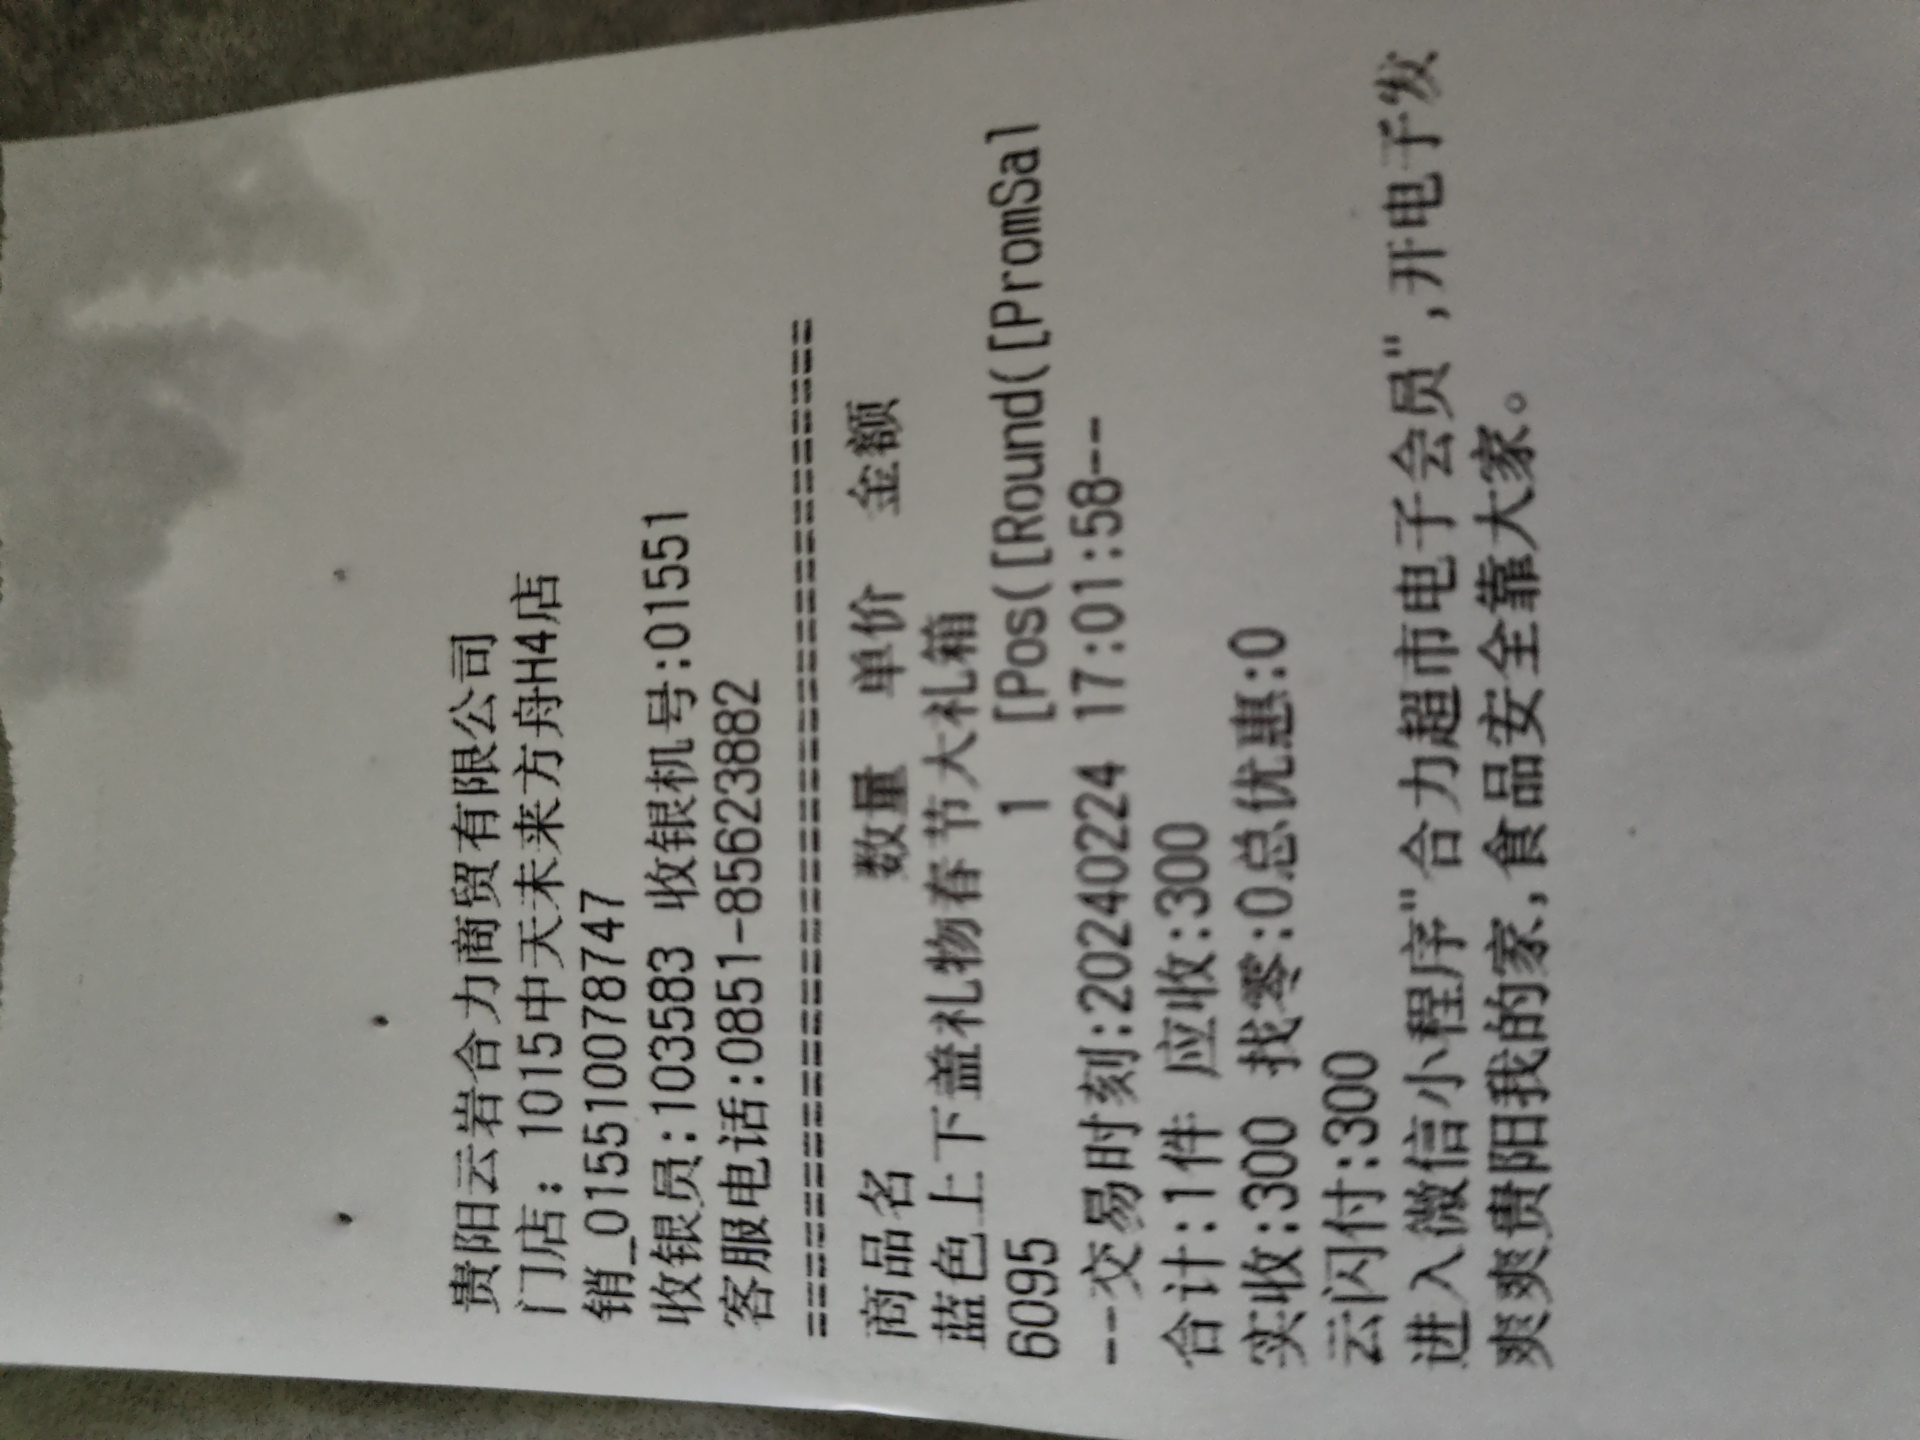 贵阳云岩合力商贸有限公司
门店：1015中天未来方舟H4店
销_015510078747
收银员:103583 收银机号:01551
客服电话:0851-85623882
========================================
商品名 数量 单价 金额
蓝色上下盖礼物春节大礼箱
6095 1 [Pos([Round([PromSal
---交易时刻:20240224 17:01:58---
合计:1件 应收:300
实收:300 找零:0总优惠:0
云闪付:300
进入微信小程序"合力超市电子会员",开电子发
爽爽贵阳我的家,食品安全靠大家。